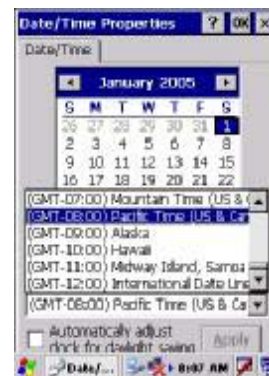 Date/Time Properties ? OK ×
Date/Time
January 2005
S M T W T F S
26 27 28 29 30 31 1
2 3 4 5 6 7 8
9 10 11 12 13 14 15
16 17 18 19 20 21 22
(GMT-07:00) Mountain Time (US & (
(GMT-08:00) Pacific Time (US & Ca
(GMT-09:00) Alaska
(GMT-10:00) Hawaii
(GMT-11:00) Midway Island, Samoa
(GMT-12:00) International Date Line
(GMT-08:00) Pacific Time (US & Ca
Automatically adjust
clock for daylight saving
Apply
Date/... 8:07 AM